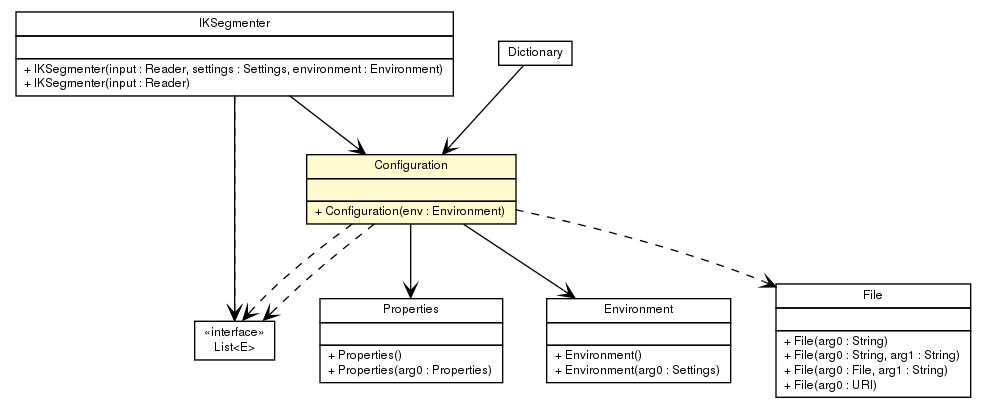 IKSegmenter
+ IKSegmenter(input : Reader, settings : Settings, environment : Environment)
+ IKSegmenter(input : Reader)
Dictionary
Configuration
+ Configuration(env : Environment)
«interface»
List<E>
Properties
+ Properties()
+ Properties(arg0 : Properties)
Environment
+ Environment()
+ Environment(arg0 : Settings)
File
+ File(arg0 : String)
+ File(arg0 : String, arg1 : String)
+ File(arg0 : File, arg1 : String)
+ File(arg0 : URI)